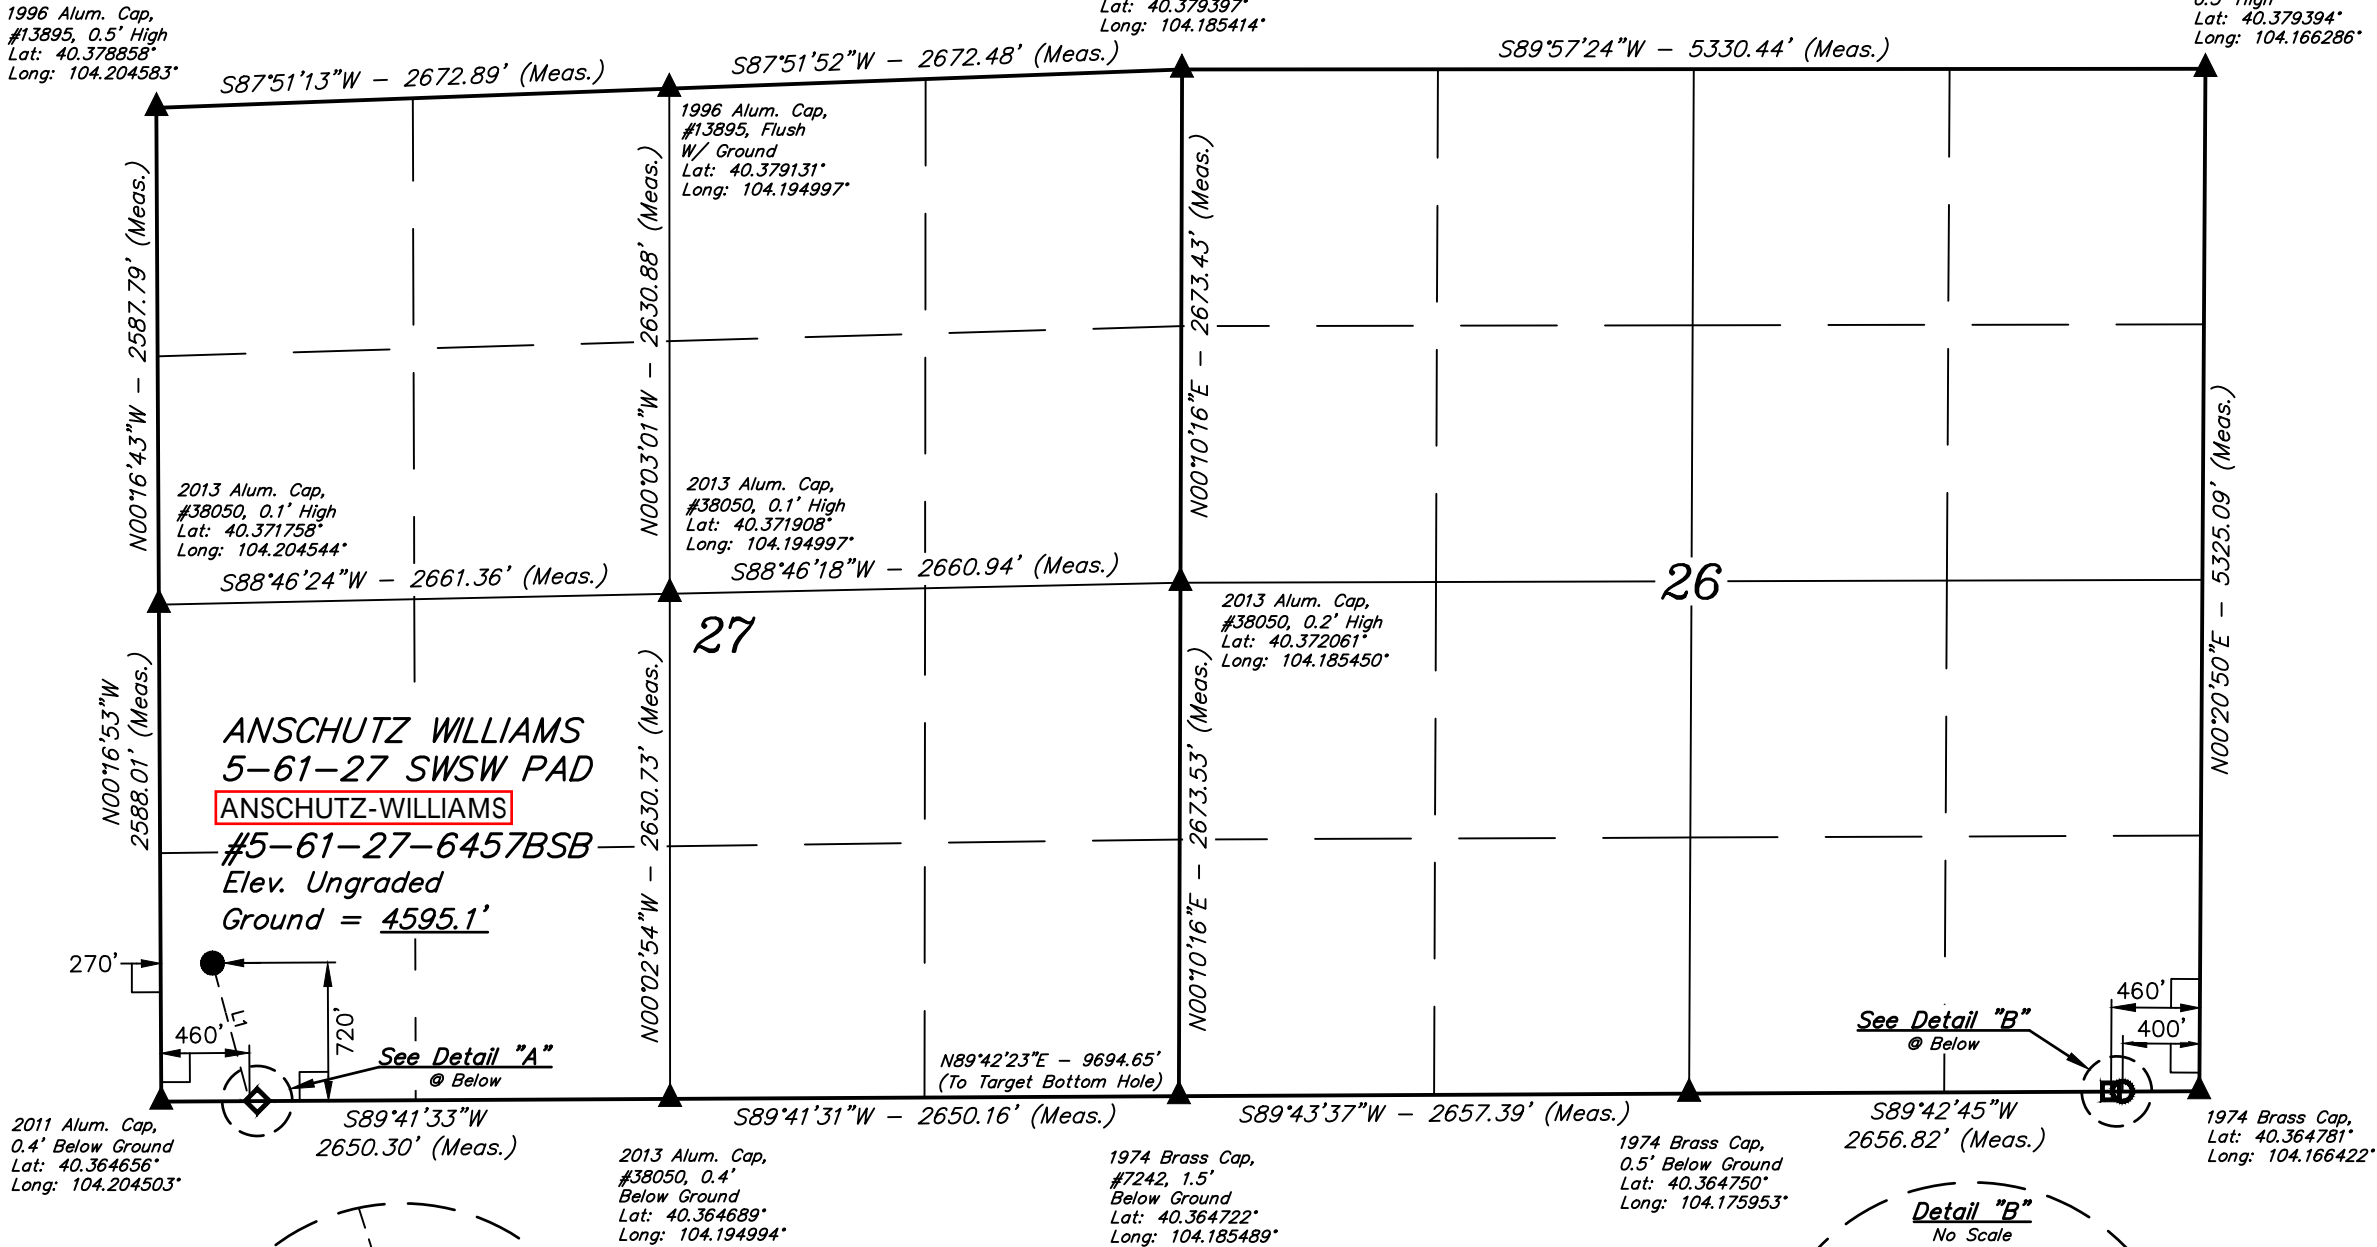 1996 Alum. Cap,
#13895, 0.5' High
Lat: 40.378858°
Long: 104.204583°
Lat: 40.379397°
Long: 104.185414°
0.5' High
Lat: 40.379394°
Long: 104.166286°
S87°51'13"W - 2672.89' (Meas.)
S87°51'52"W - 2672.48' (Meas.)
S89°57'24"W - 5330.44' (Meas.)
1996 Alum. Cap,
#13895, Flush
W/ Ground
Lat: 40.379131°
Long: 104.194997°
N00°16'43"W - 2587.79' (Meas.)
N00°03'01"W - 2630.88' (Meas.)
N00°10'16"E - 2673.43' (Meas.)
N00°20'50"E - 5325.09' (Meas.)
2013 Alum. Cap,
#38050, 0.1' High
Lat: 40.371758°
Long: 104.204544°
2013 Alum. Cap,
#38050, 0.1' High
Lat: 40.371908°
Long: 104.194997°
S88°46'24"W - 2661.36' (Meas.)
S88°46'18"W - 2660.94' (Meas.)
26
27
2013 Alum. Cap,
#38050, 0.2' High
Lat: 40.372061°
Long: 104.185450°
N00°16'53"W
2588.01' (Meas.)
N00°02'54"W - 2630.73' (Meas.)
N00°10'16"E - 2673.53' (Meas.)
ANSCHUTZ WILLIAMS
5-61-27 SWSW PAD
ANSCHUTZ-WILLIAMS
#5-61-27-6457BSB
Elev. Ungraded
Ground = 4595.1'
270'
460'
L1
720'
See Detail "A"
@ Below
N89°42'23"E - 9694.65'
(To Target Bottom Hole)
See Detail "B"
@ Below
460'
400'
B
S89°41'33"W
2650.30' (Meas.)
S89°41'31"W - 2650.16' (Meas.)
S89°43'37"W - 2657.39' (Meas.)
S89°42'45"W
2656.82' (Meas.)
2011 Alum. Cap,
0.4' Below Ground
Lat: 40.364656°
Long: 104.204503°
2013 Alum. Cap,
#38050, 0.4'
Below Ground
Lat: 40.364689°
Long: 104.194994°
1974 Brass Cap,
#7242, 1.5'
Below Ground
Lat: 40.364722°
Long: 104.185489°
1974 Brass Cap,
0.5' Below Ground
Lat: 40.364750°
Long: 104.175953°
1974 Brass Cap,
Lat: 40.364781°
Long: 104.166422°
Detail "B"
No Scale